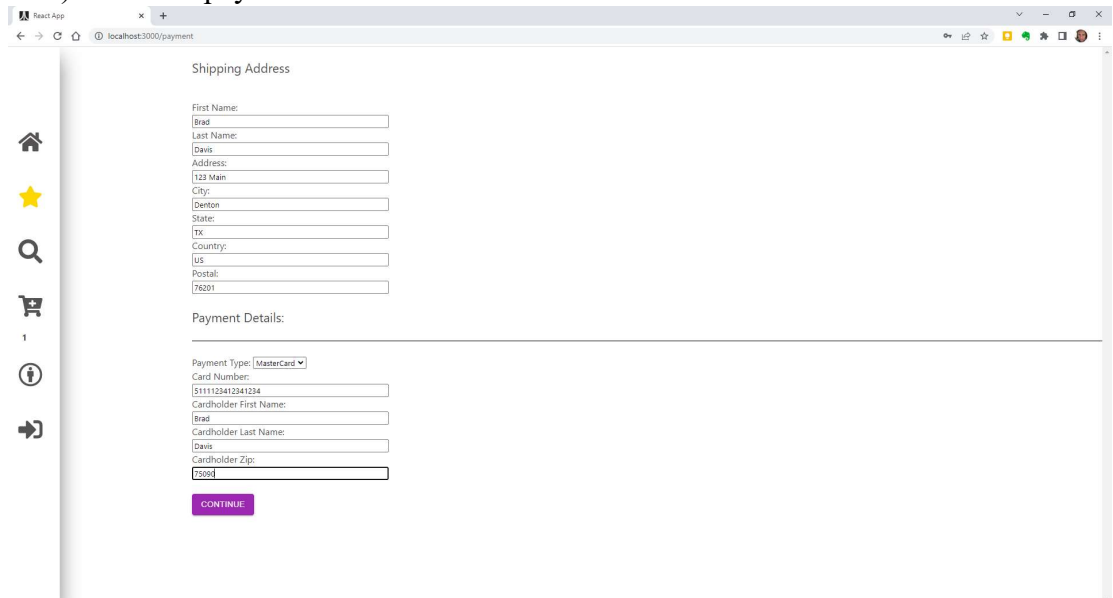 React App
localhost:3000/payment
Shipping Address
First Name:
Brad
Last Name:
Davis
Address:
123 Main
City:
Denton
State:
TX
Country:
US
Postal:
76201
1
Payment Details:
Payment Type: MasterCard
Card Number:
5111123412341234
Cardholder First Name:
Brad
Cardholder Last Name:
Davis
Cardholder Zip:
75090
CONTINUE